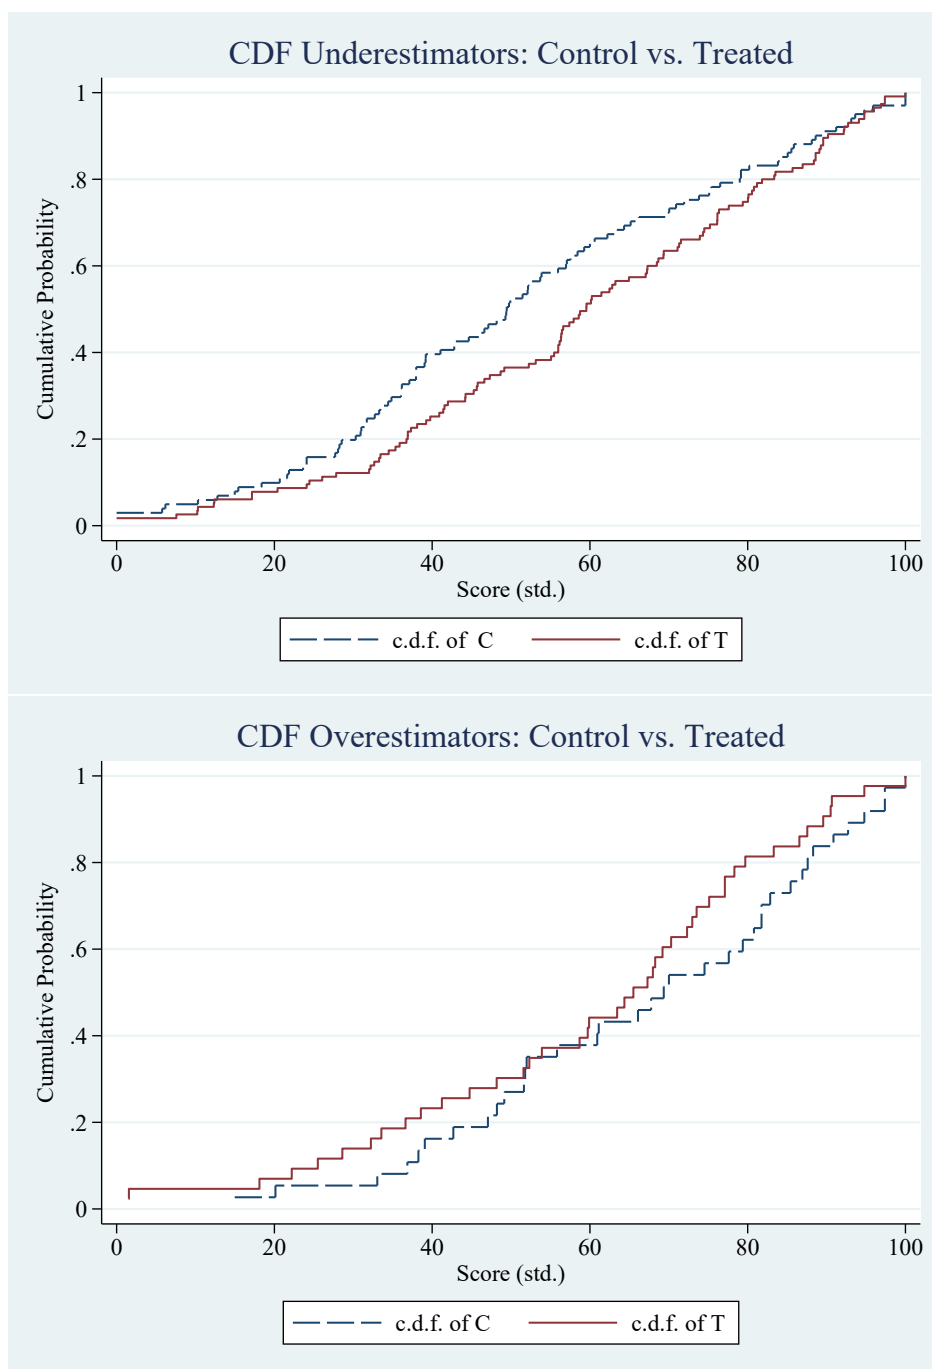 CDF Underestimators: Control vs. Treated
Cumulative Probability
1
.8
.6
.4
.2
0
0 20 40 60 80 100
Score (std.)
c.d.f. of  C c.d.f. of T
CDF Overestimators: Control vs. Treated
Cumulative Probability
1
.8
.6
.4
.2
0
0 20 40 60 80 100
Score (std.)
c.d.f. of C c.d.f. of T